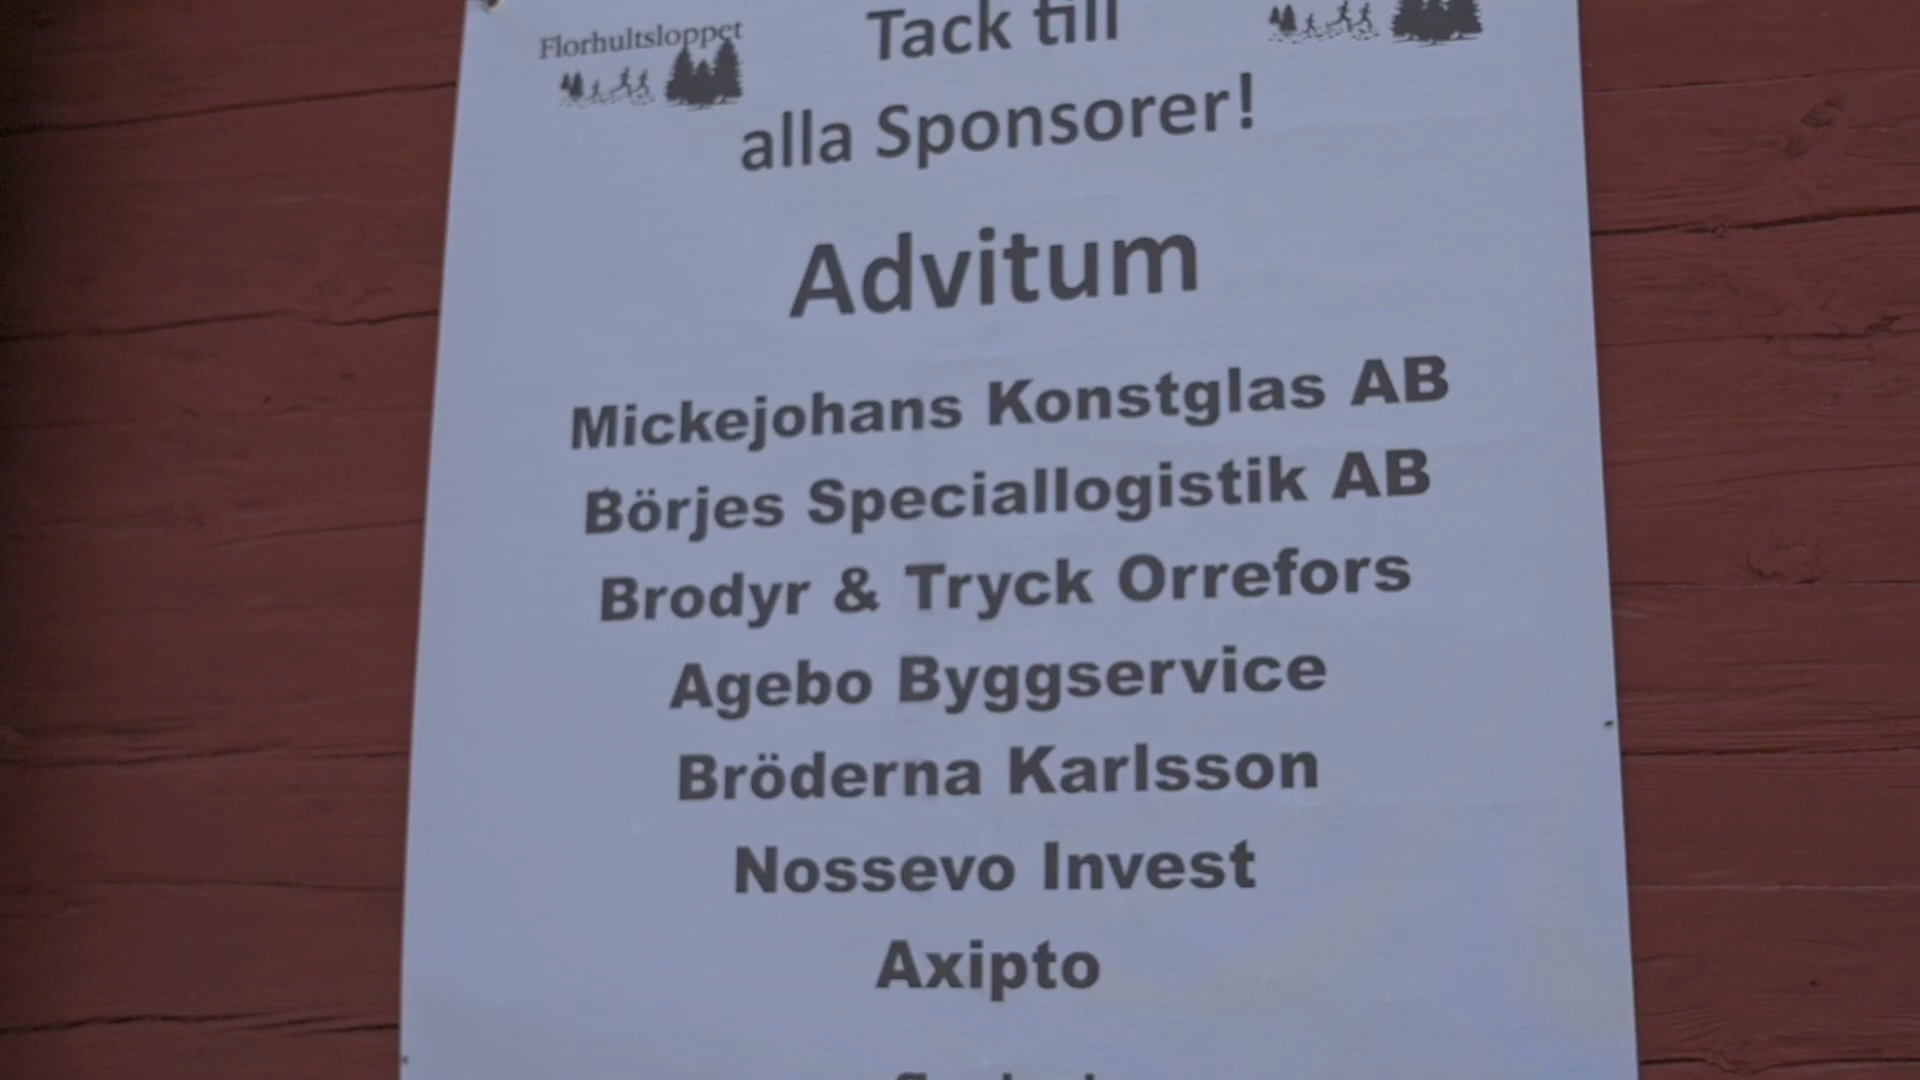 Florhultsloppet
Tack till
alla Sponsorer!
Advitum
Mickejohans Konstglas AB
Börjes Speciallogistik AB
Brodyr & Tryck Orrefors
Agebo Byggservice
Bröderna Karlsson
Nossevo Invest
Axipto